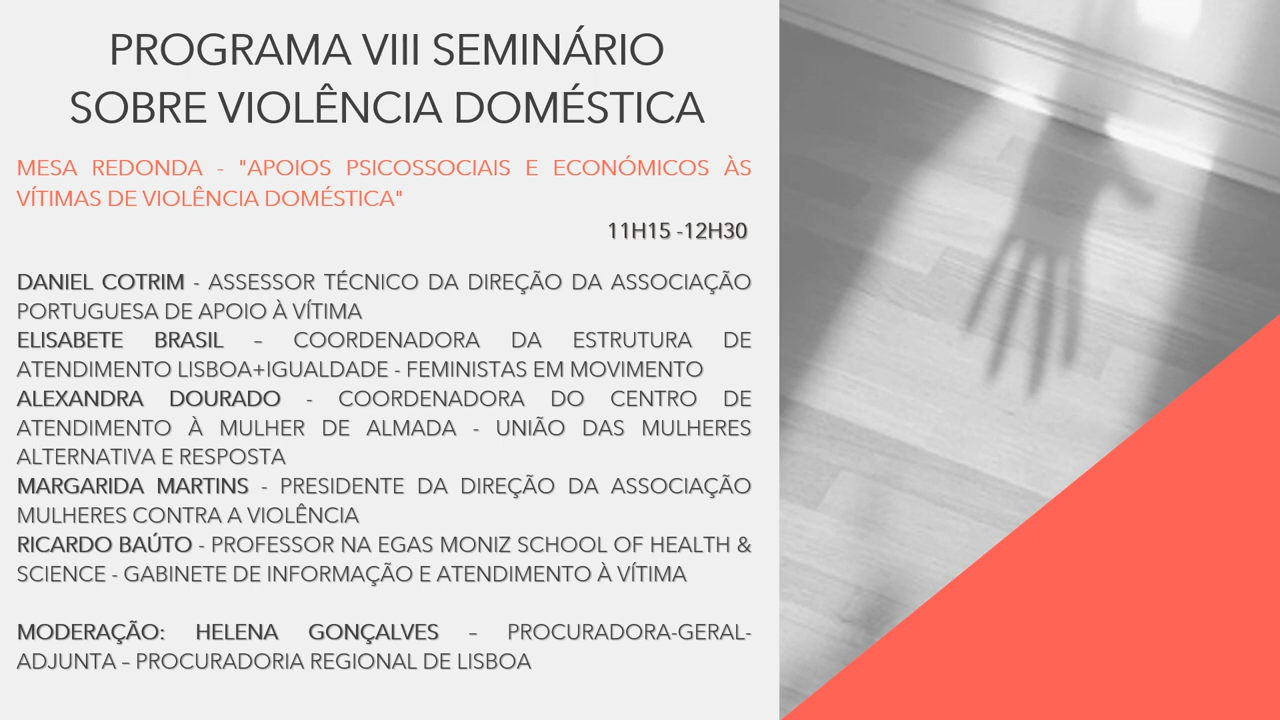 PROGRAMA VIII SEMINÁRIO
SOBRE VIOLÊNCIA DOMÉSTICA
MESA REDONDA - "APOIOS PSICOSSOCIAIS E ECONÓMICOS ÀS
VÍTIMAS DE VIOLÊNCIA DOMÉSTICA"
11H15 -12H30
DANIEL COTRIM - ASSESSOR TÉCNICO DA DIREÇÃO DA ASSOCIAÇÃO
PORTUGUESA DE APOIO À VÍTIMA
ELISABETE BRASIL – COORDENADORA DA ESTRUTURA DE
ATENDIMENTO LISBOA+IGUALDADE - FEMINISTAS EM MOVIMENTO
ALEXANDRA DOURADO - COORDENADORA DO CENTRO DE
ATENDIMENTO À MULHER DE ALMADA - UNIÃO DAS MULHERES
ALTERNATIVA E RESPOSTA
MARGARIDA MARTINS - PRESIDENTE DA DIREÇÃO DA ASSOCIAÇÃO
MULHERES CONTRA A VIOLÊNCIA
RICARDO BAÚTO - PROFESSOR NA EGAS MONIZ SCHOOL OF HEALTH &
SCIENCE - GABINETE DE INFORMAÇÃO E ATENDIMENTO À VÍTIMA
MODERAÇÃO: HELENA GONÇALVES – PROCURADORA-GERAL-
ADJUNTA – PROCURADORIA REGIONAL DE LISBOA